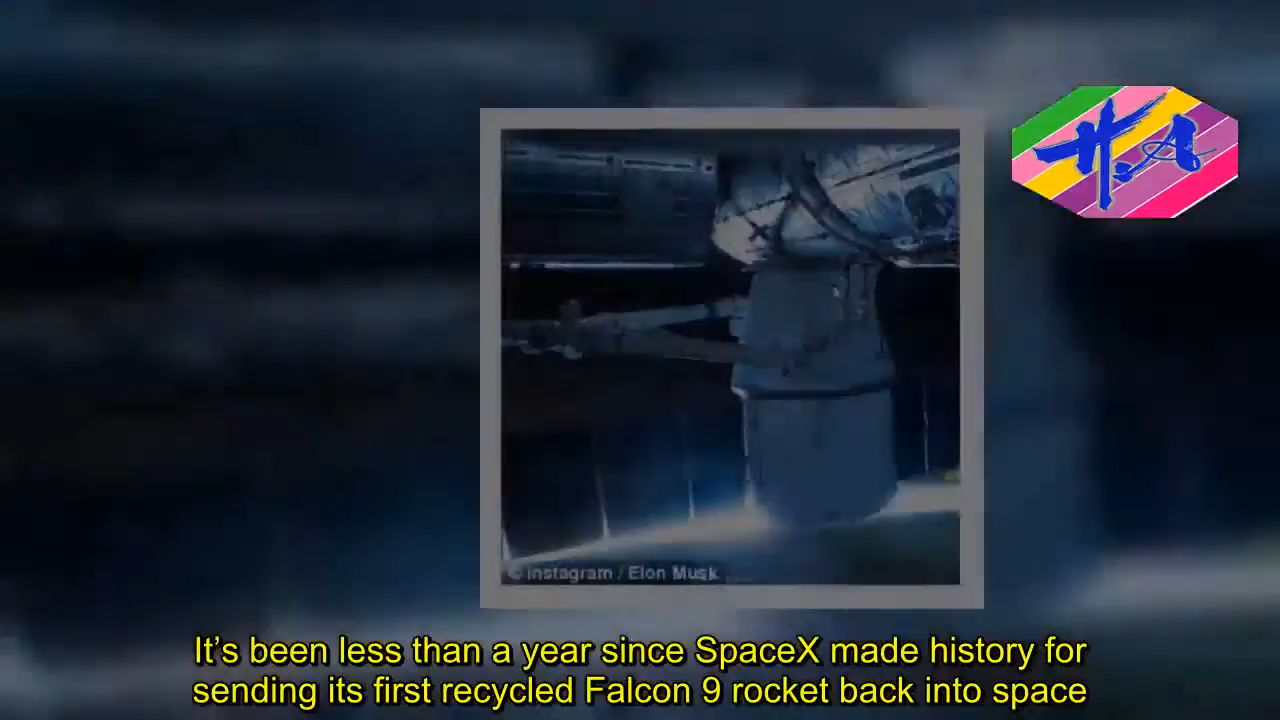 H.A
© Instagram / Elon Musk
It’s been less than a year since SpaceX made history for
sending its first recycled Falcon 9 rocket back into space